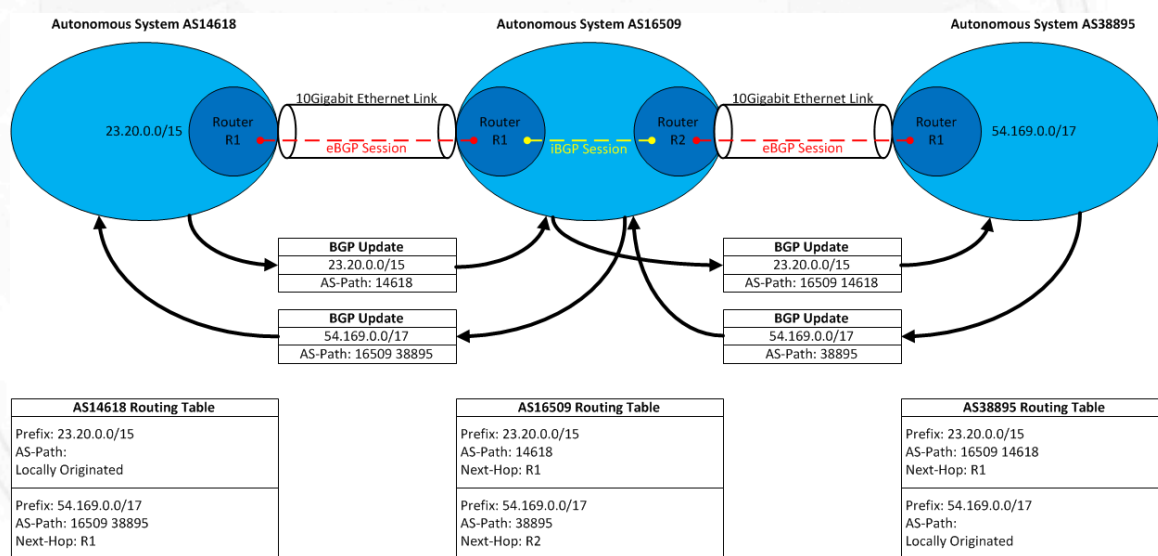 Autonomous System AS14618
Autonomous System AS16509
Autonomous System AS38895
10Gigabit Ethernet Link
10Gigabit Ethernet Link
23.20.0.0/15
Router
R1
eBGP Session
Router
R1
iBGP Session
Router
R2
eBGP Session
Router
R1
54.169.0.0/17
BGP Update
23.20.0.0/15
AS-Path: 14618
BGP Update
23.20.0.0/15
AS-Path: 16509 14618
BGP Update
54.169.0.0/17
AS-Path: 16509 38895
BGP Update
54.169.0.0/17
AS-Path: 38895
AS14618 Routing Table
Prefix: 23.20.0.0/15
AS-Path:
Locally Originated
Prefix: 54.169.0.0/17
AS-Path: 16509 38895
Next-Hop: R1
AS16509 Routing Table
Prefix: 23.20.0.0/15
AS-Path: 14618
Next-Hop: R1
Prefix: 54.169.0.0/17
AS-Path: 38895
Next-Hop: R2
AS38895 Routing Table
Prefix: 23.20.0.0/15
AS-Path: 16509 14618
Next-Hop: R1
Prefix: 54.169.0.0/17
AS-Path:
Locally Originated